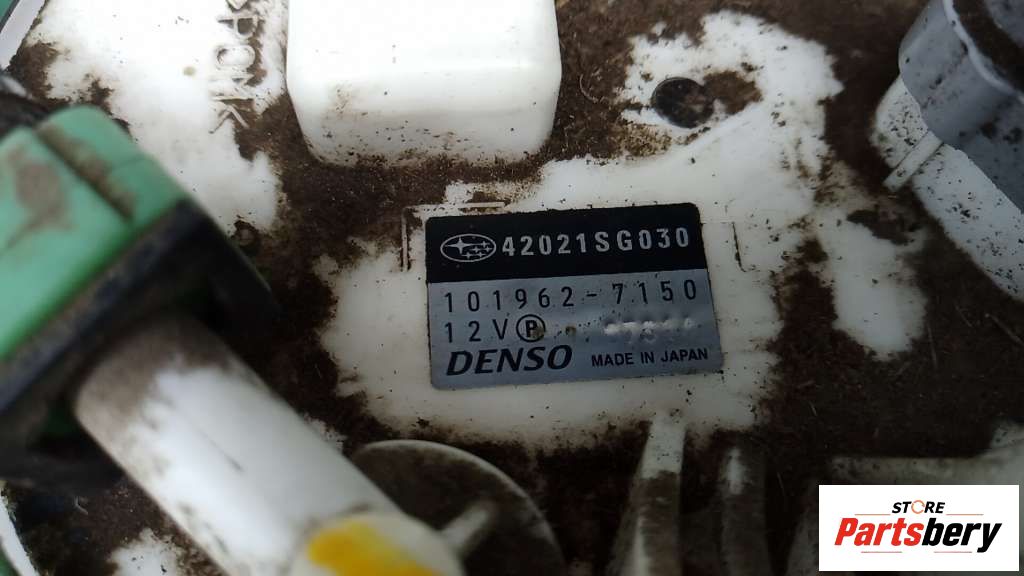 42021SG030
101962-7150
12V P
DENSO MADE IN JAPAN
STORE
Partsbery